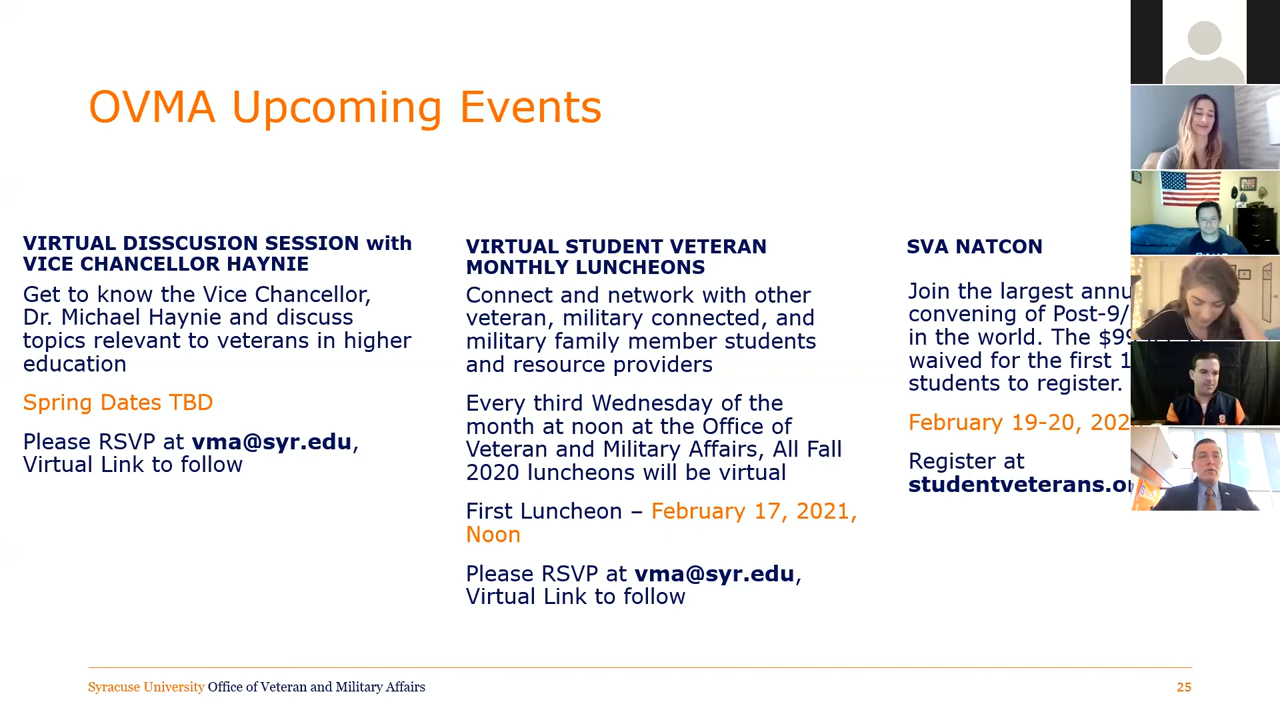 OVMA Upcoming Events
VIRTUAL DISSCUSION SESSION with
VICE CHANCELLOR HAYNIE
Get to know the Vice Chancellor,
Dr. Michael Haynie and discuss
topics relevant to veterans in higher
education
Spring Dates TBD
Please RSVP at vma@syr.edu,
Virtual Link to follow
VIRTUAL STUDENT VETERAN
MONTHLY LUNCHEONS
Connect and network with other
veteran, military connected, and
military family member students
and resource providers
Every third Wednesday of the
month at noon at the Office of
Veteran and Military Affairs, All Fall
2020 luncheons will be virtual
First Luncheon – February 17, 2021,
Noon
Please RSVP at vma@syr.edu,
Virtual Link to follow
SVA NATCON
Join the largest
convening of Post-9/
in the world. The
waived for the first
students to register.
February 19-20,
Register at
Syracuse University Office of Veteran and Military Affairs
25